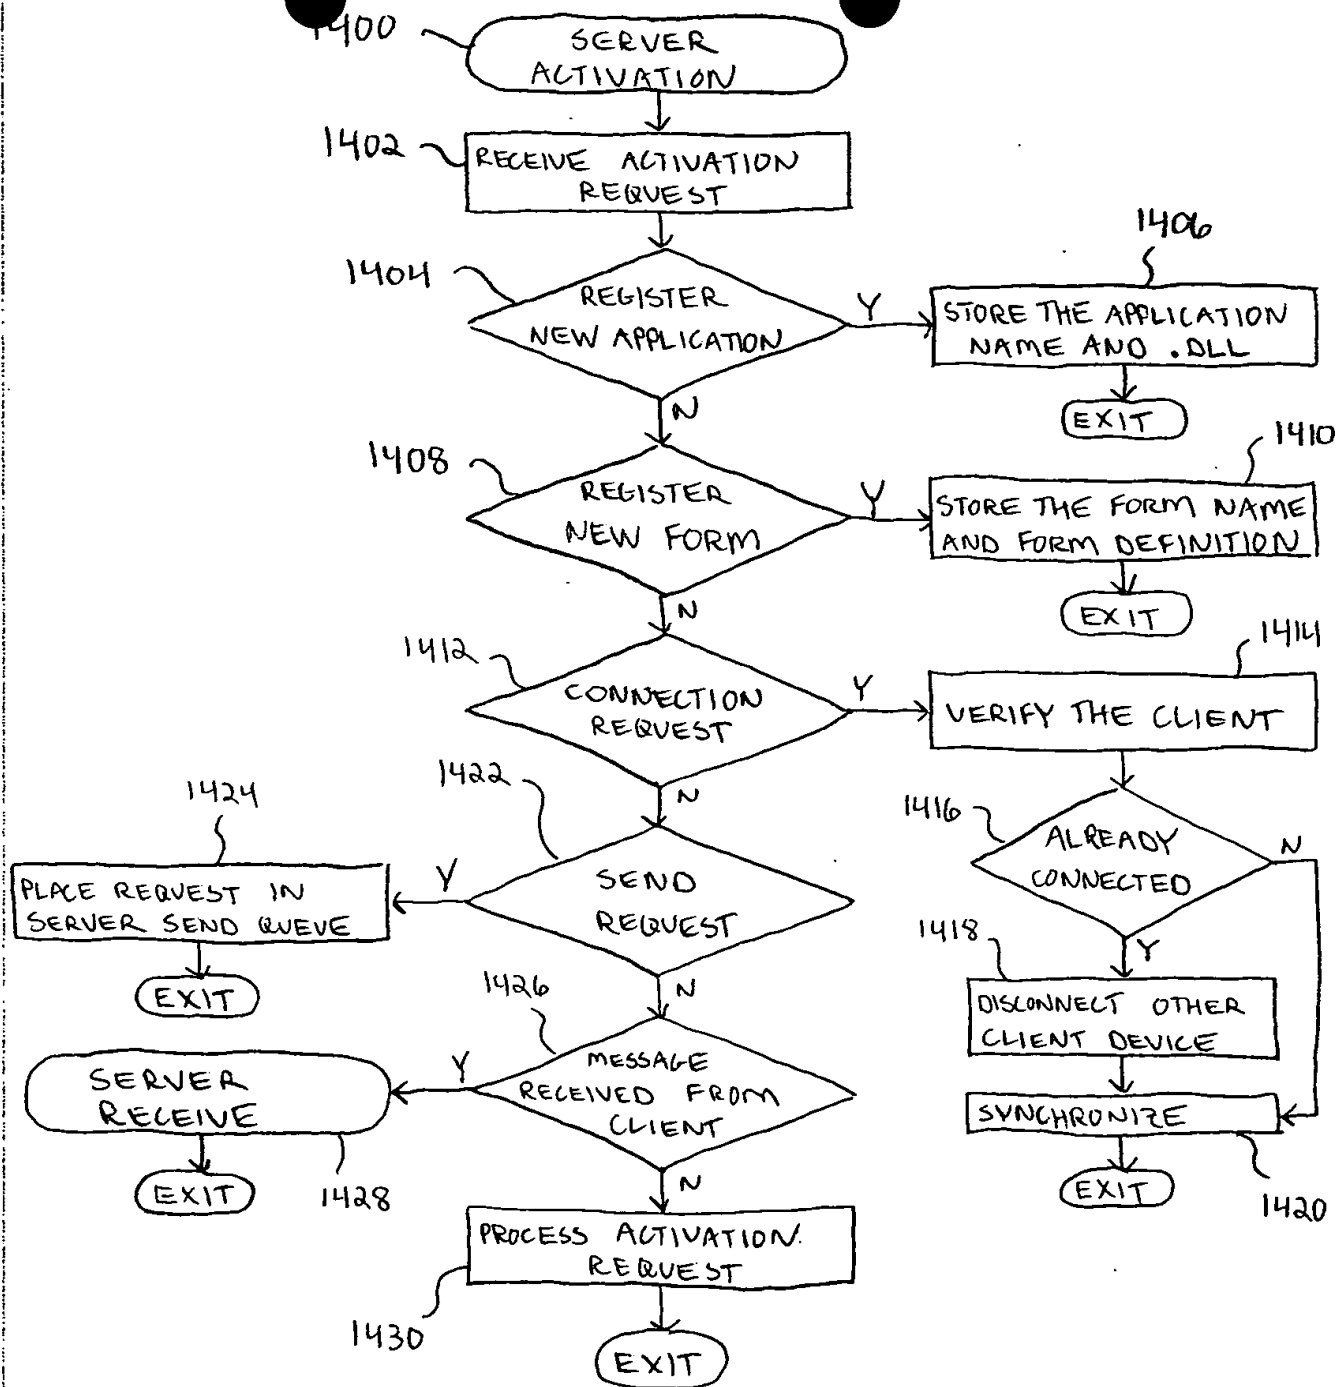 1400
SERVER
ACTIVATION
1402
RECEIVE ACTIVATION
REQUEST
1404
REGISTER
NEW APPLICATION
Y
1406
STORE THE APPLICATION
NAME AND .DLL
EXIT
N
1408
REGISTER
NEW FORM
Y
1410
STORE THE FORM NAME
AND FORM DEFINITION
EXIT
N
1412
CONNECTION
REQUEST
Y
1414
VERIFY THE CLIENT
1416
ALREADY
CONNECTED
N
Y
1418
DISCONNECT OTHER
CLIENT DEVICE
SYNCHRONIZE
1420
EXIT
N
1422
SEND
REQUEST
Y
1424
PLACE REQUEST IN
SERVER SEND QUEUE
EXIT
N
1426
MESSAGE
RECEIVED FROM
CLIENT
Y
SERVER
RECEIVE
1428
EXIT
N
PROCESS ACTIVATION
REQUEST
1430
EXIT